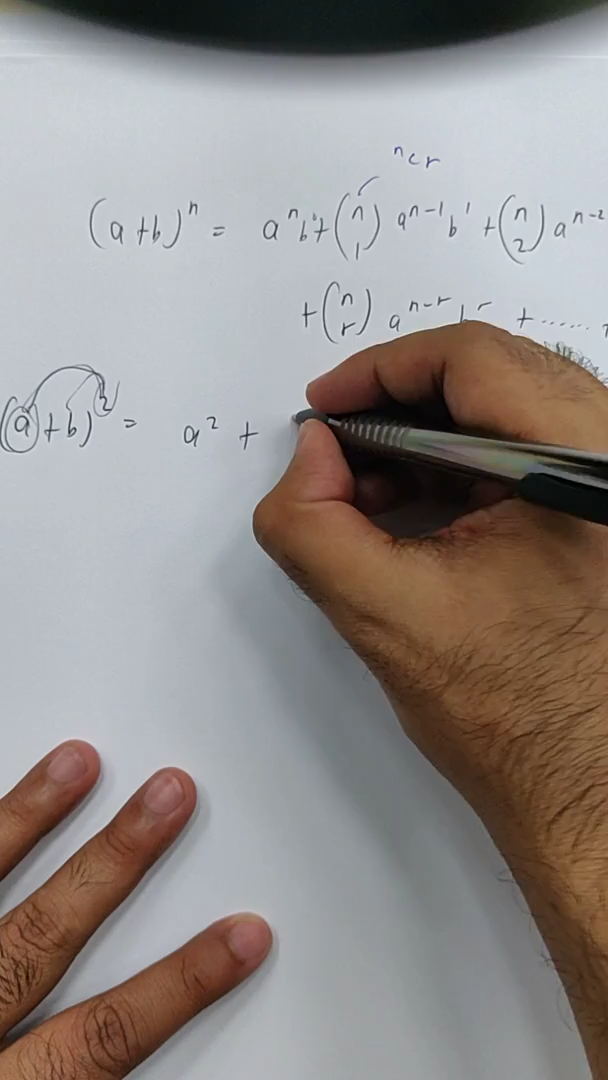 ⁿCᵣ
(a+b)ⁿ = aⁿb⁰+(n 1) aⁿ⁻¹b¹ +(n 2) aⁿ⁻²
+(n r) aⁿ⁻ʳ bʳ + ......
(a+b)² = a² +